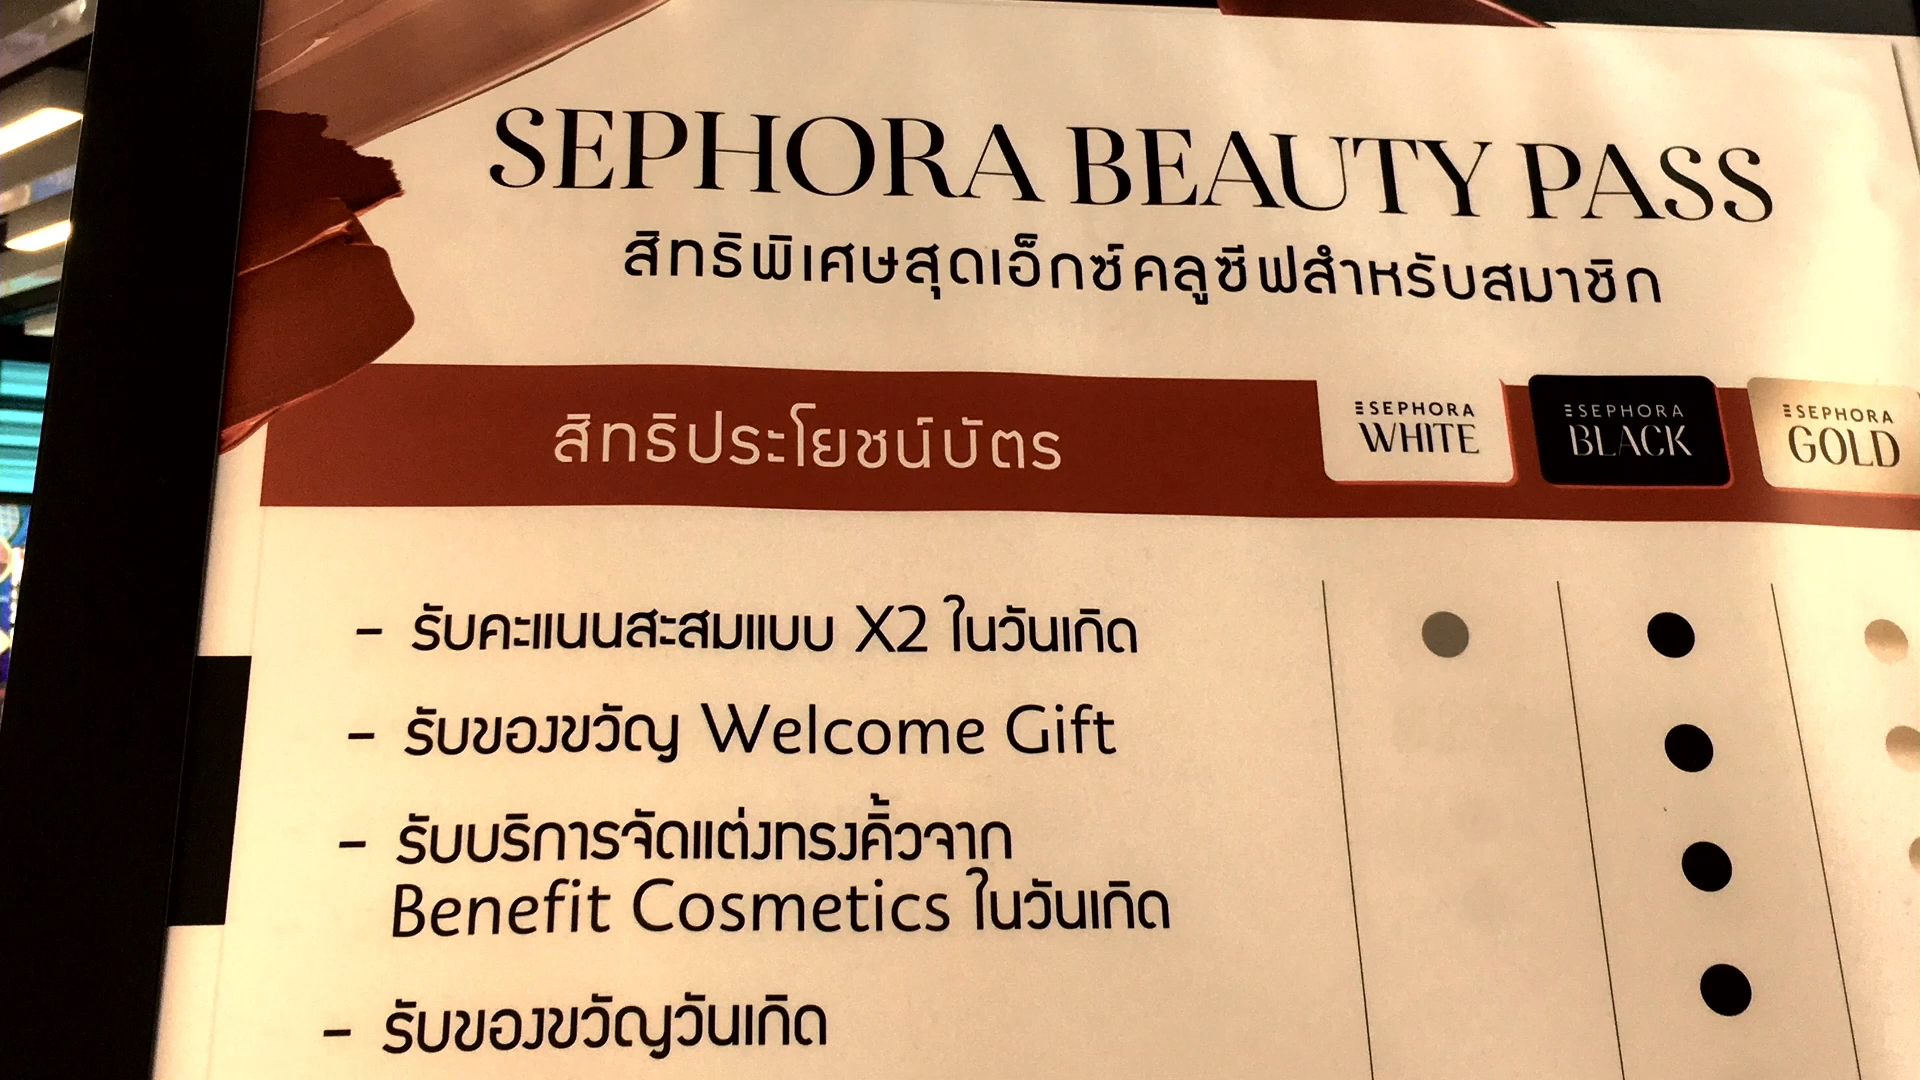 SEPHORA BEAUTY PASS
สิทธิพิเศษสุดเอ็กซ์คลูซีฟสำหรับสมาชิก
สิทธิประโยชน์บัตร
SEPHORA WHITE
SEPHORA BLACK
SEPHORA GOLD
- รับคะแนนสะสมแบบ X2 ในวันเกิด
- รับของขวัญ Welcome Gift
- รับบริการจัดแต่งทรงคิ้วจาก
Benefit Cosmetics ในวันเกิด
- รับของขวัญวันเกิด